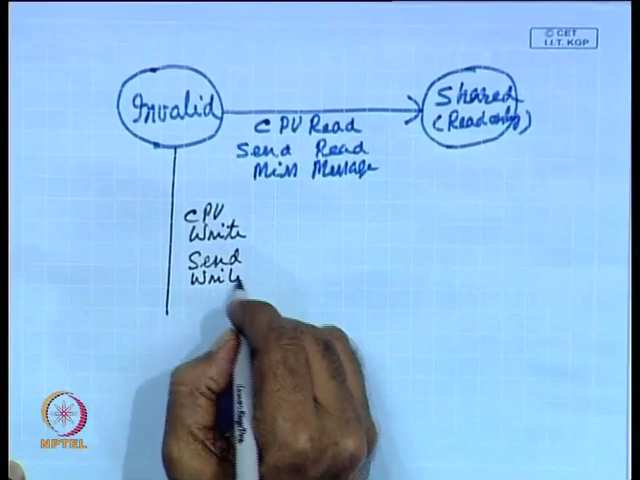 © CET
I.I.T. KGP
Invalid
Shared
(Read only)
CPU Read
Send Read
Miss Message
CPU
Write
Send
Write
NPTEL